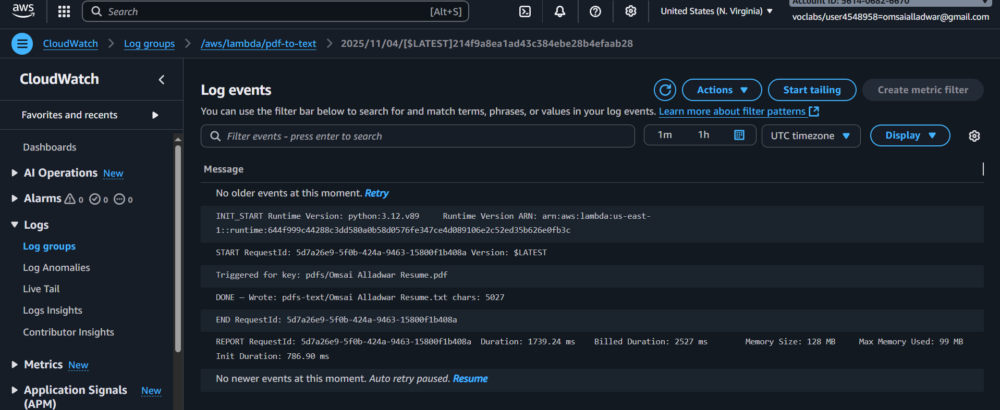 aws
Search [Alt+S]
United States (N. Virginia)
Account ID: 5614-0682-6670
voclabs/user4548958=omsaialladwar@gmail.com
CloudWatch
Log groups
/aws/lambda/pdf-to-text
2025/11/04/[$LATEST]214f9a8ea1ad43c384ebe28b4efaab28
CloudWatch
Favorites and recents
Dashboards
AI Operations New
Alarms 0 0 0
Logs
Log groups
Log Anomalies
Live Tail
Logs Insights
Contributor Insights
Metrics New
Application Signals New
(APM)
Log events
Actions
Start tailing
Create metric filter
You can use the filter bar below to search for and match terms, phrases, or values in your log events. Learn more about filter patterns
Filter events - press enter to search
1m 1h
UTC timezone
Display
Message
No older events at this moment. Retry
INIT_START Runtime Version: python:3.12.v89 Runtime Version ARN: arn:aws:lambda:us-east-
1::runtime:644f999c44288c3dd580a0b58d0576fe347ce4d089106e2c52ed35b626e0fb3c
START RequestId: 5d7a26e9-5f0b-424a-9463-15800f1b408a Version: $LATEST
Triggered for key: pdfs/Omsai Alladwar Resume.pdf
DONE — Wrote: pdfs-text/Omsai Alladwar Resume.txt chars: 5027
END RequestId: 5d7a26e9-5f0b-424a-9463-15800f1b408a
REPORT RequestId: 5d7a26e9-5f0b-424a-9463-15800f1b408a Duration: 1739.24 ms Billed Duration: 2527 ms Memory Size: 128 MB Max Memory Used: 99 MB
Init Duration: 786.90 ms
No newer events at this moment. Auto retry paused. Resume